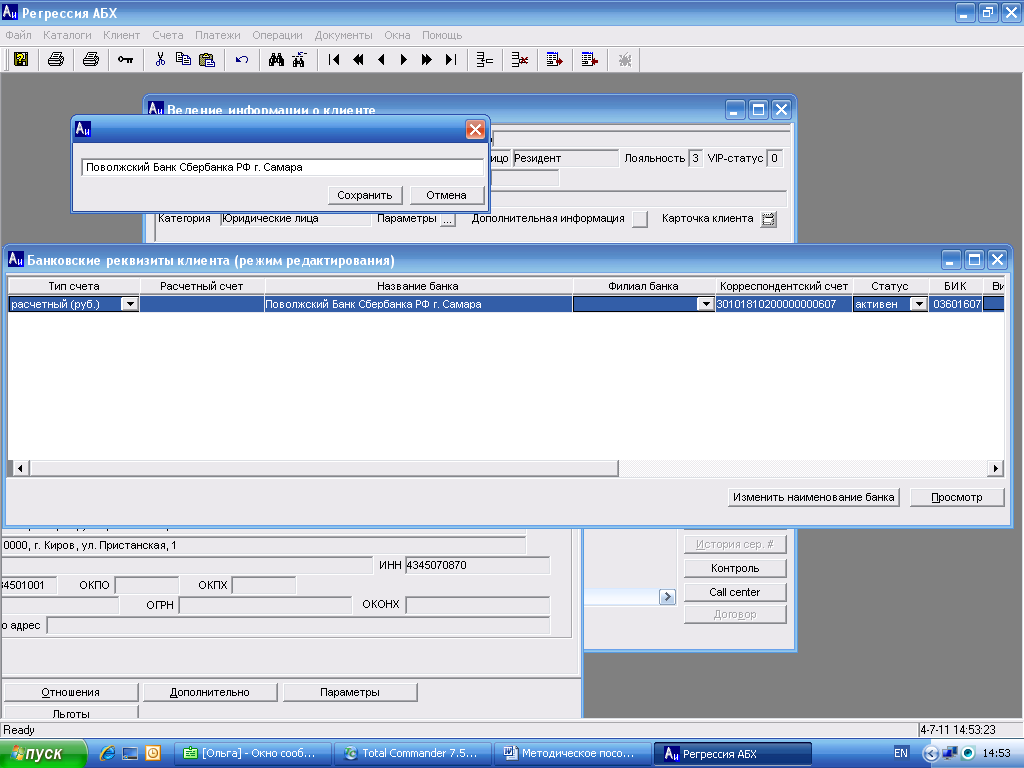 Регрессия АБХ
Файл Каталоги Клиент Счета Платежи Операции Документы Окна Помощь
Ведение информации о клиенте
ицо Резидент Лояльность 3 VIP-статус 0
Поволжский Банк Сбербанка РФ г. Самара
Сохранить Отмена
Категория Юридические лица Параметры ... Дополнительная информация Карточка клиента
Банковские реквизиты клиента (режим редактирования)
Тип счета Расчетный счет Название банка Филиал банка Корреспондентский счет Статус БИК Ви
расчетный (руб.) Поволжский Банк Сбербанка РФ г. Самара 30101810200000000607 активен 03601607
Изменить наименование банка Просмотр
0000, г. Киров, ул. Пристанская, 1
История сер. #
ИНН 4345070870
Контроль
34501001 ОКПО ОКПХ
Call center
ОГРН ОКОНХ
Договор
о адрес
Отношения Дополнительно Параметры
Льготы
Ready 4-7-11 14:53:23
пуск [Ольга] - Окно сооб... Total Commander 7.5... Методическое посо... Регрессия АБХ EN 14:53